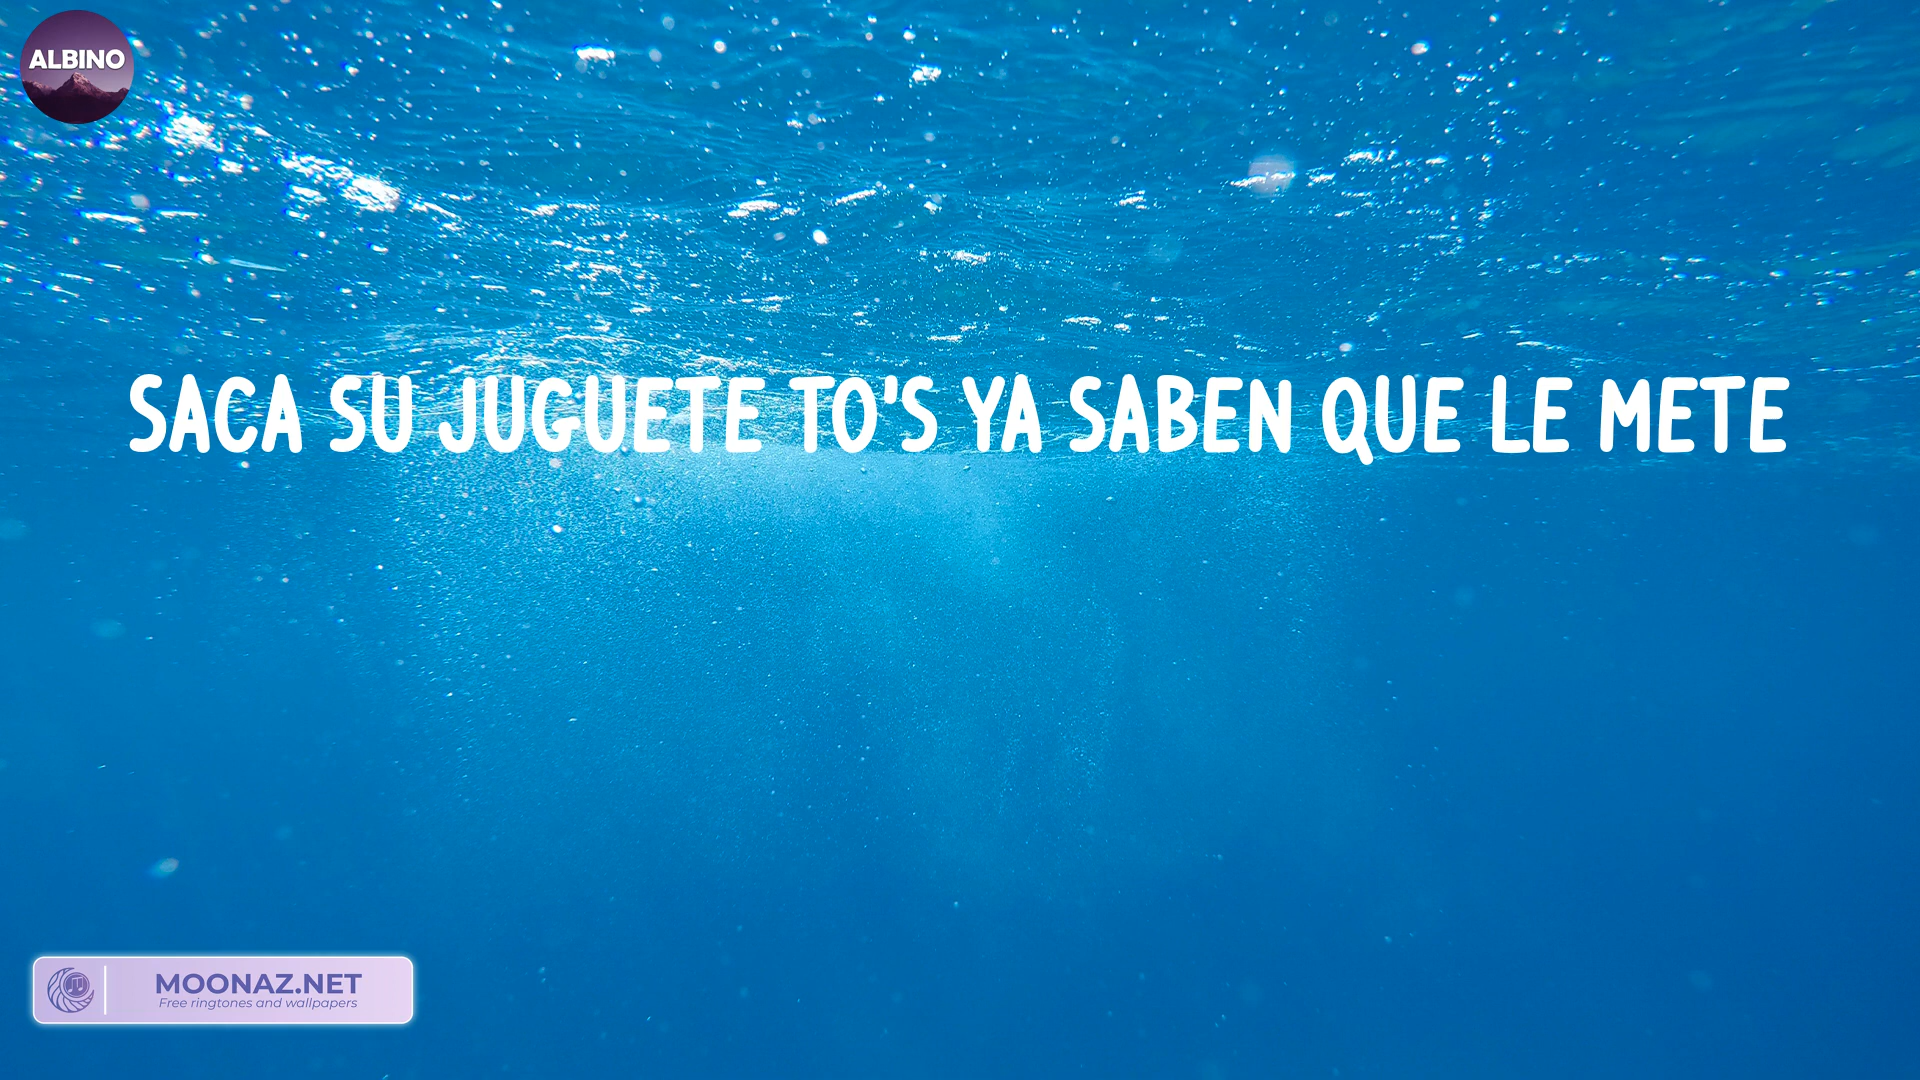 ALBINO
SACA SU JUGUETE TO'S YA SABEN QUE LE METE
MOONAZ.NET
Free ringtones and wallpapers